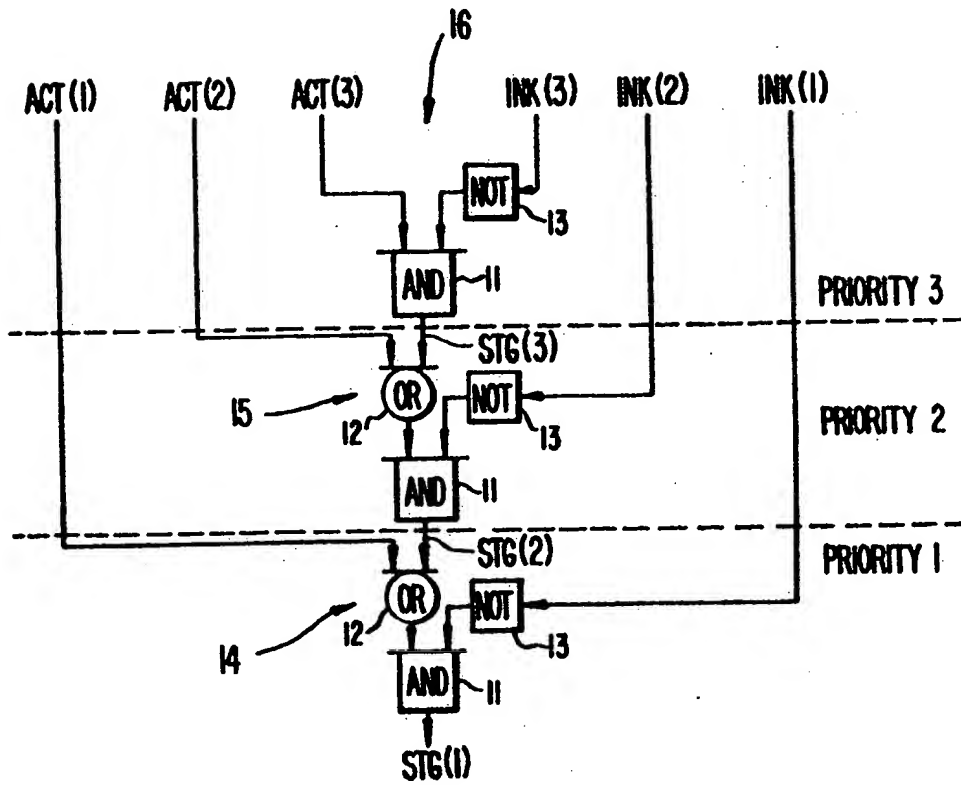 16
ACT(1) ACT(2) ACT(3) INK(3) INK(2) INK(1)
NOT
13
AND
11
PRIORITY 3
STG(3)
15
OR
12
NOT
13
PRIORITY 2
AND
11
STG(2)
PRIORITY 1
14
OR
12
NOT
13
AND
11
STG(1)